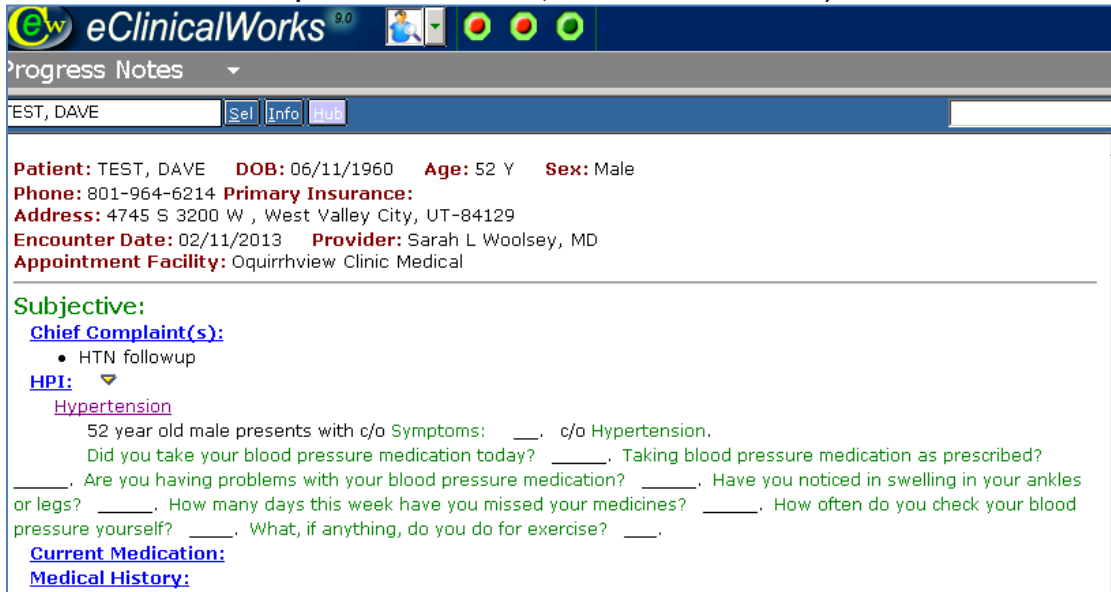 eClinicalWorks 9.0
Progress Notes
TEST, DAVE Sel Info Hub
Patient: TEST, DAVE DOB: 06/11/1960 Age: 52 Y Sex: Male
Phone: 801-964-6214 Primary Insurance:
Address: 4745 S 3200 W , West Valley City, UT-84129
Encounter Date: 02/11/2013 Provider: Sarah L Woolsey, MD
Appointment Facility: Oquirrhview Clinic Medical
Subjective:
Chief Complaint(s):
• HTN followup
HPI:
Hypertension
52 year old male presents with c/o Symptoms: ___. c/o Hypertension.
Did you take your blood pressure medication today? _____. Taking blood pressure medication as prescribed?
_____. Are you having problems with your blood pressure medication? _____. Have you noticed in swelling in your ankles
or legs? _____. How many days this week have you missed your medicines? _____. How often do you check your blood
pressure yourself? ____. What, if anything, do you do for exercise? ___.
Current Medication:
Medical History: